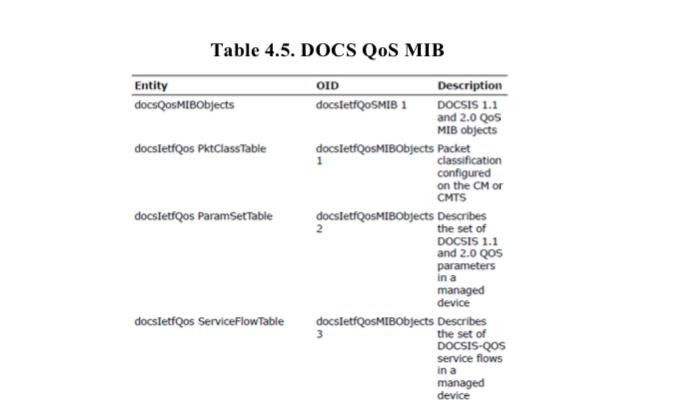 Table 4.5. DOCS QoS MIB
Entity OID Description
docsQosMIBObjects docsIetfQoSMIB 1 DOCSIS 1.1
and 2.0 QoS
MIB objects
docsIetfQos PktClassTable docsIetfQosMIBObjects Packet
1 classification
configured
on the CM or
CMTS
docsIetfQos ParamSetTable docsIetfQosMIBObjects Describes
2 the set of
DOCSIS 1.1
and 2.0 QOS
parameters
in a
managed
device
docsIetfQos ServiceFlowTable docsIetfQosMIBObjects Describes
3 the set of
DOCSIS-QOS
service flows
in a
managed
device